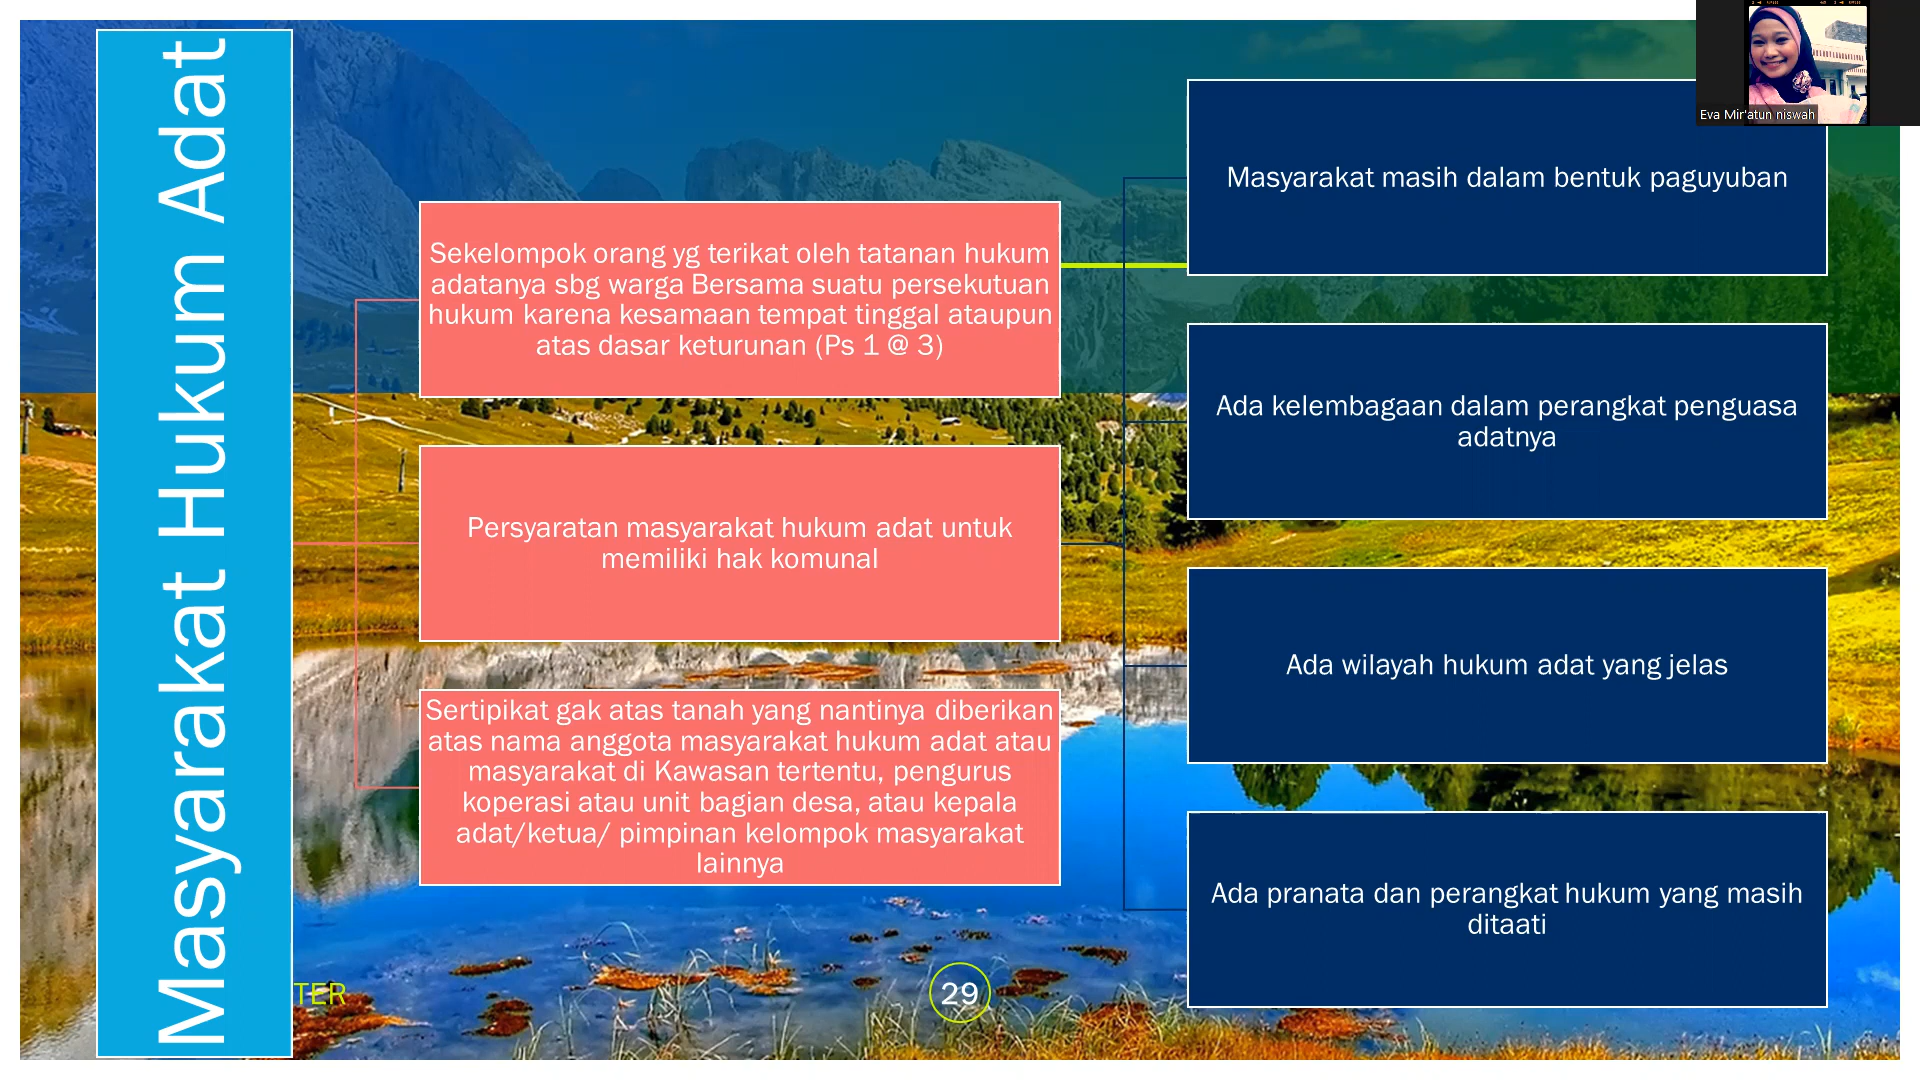 Masyarakat Hukum Adat
Sekelompok orang yg terikat oleh tatanan hukum
adatanya sbg warga Bersama suatu persekutuan
hukum karena kesamaan tempat tinggal ataupun
atas dasar keturunan (Ps 1 @ 3)
Persyaratan masyarakat hukum adat untuk
memiliki hak komunal
Sertipikat gak atas tanah yang nantinya diberikan
atas nama anggota masyarakat hukum adat atau
masyarakat di Kawasan tertentu, pengurus
koperasi atau unit bagian desa, atau kepala
adat/ketua/ pimpinan kelompok masyarakat
lainnya
Masyarakat masih dalam bentuk paguyuban
Ada kelembagaan dalam perangkat penguasa
adatnya
Ada wilayah hukum adat yang jelas
Ada pranata dan perangkat hukum yang masih
ditaati
TER
29
Eva Mir'atun niswah